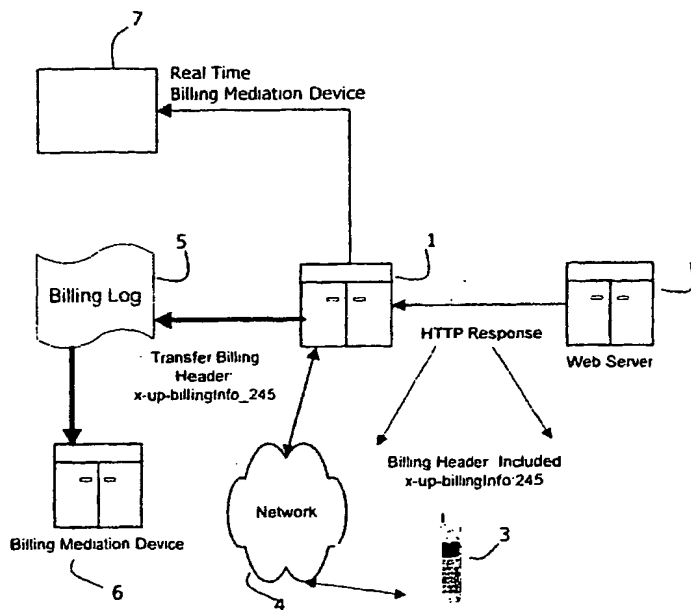 7
Real Time
Billing Mediation Device
5
1
Billing Log
HTTP Response
Web Server
Transfer Billing
Header
x-up-billingInfo_245
Billing Header Included
x-up-billingInfo:245
Network
3
Billing Mediation Device
6
4